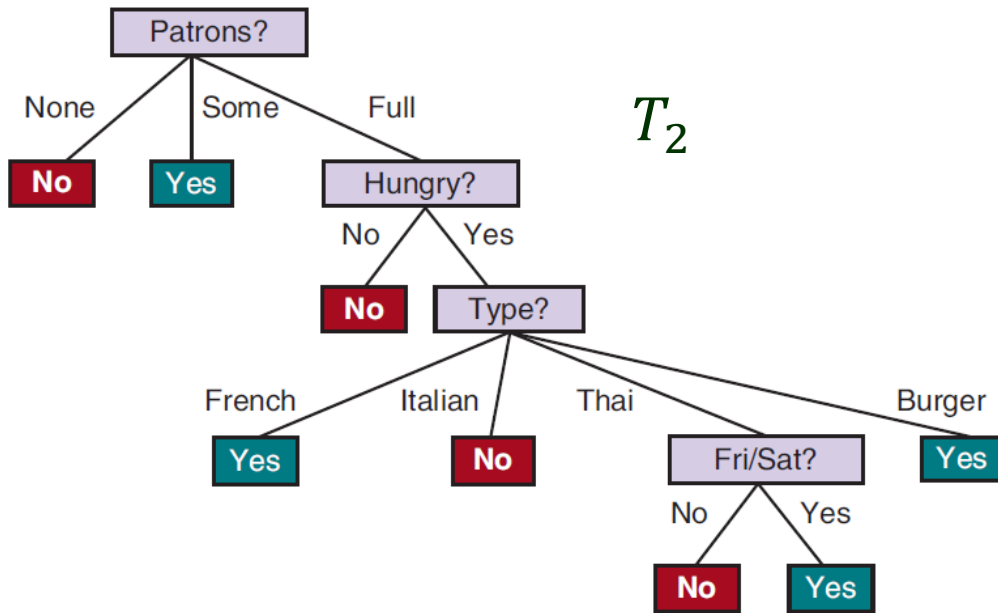 Patrons?
None Some Full
T₂
No Yes Hungry?
No Yes
No Type?
French Italian Thai Burger
Yes No Fri/Sat? Yes
No Yes
No Yes